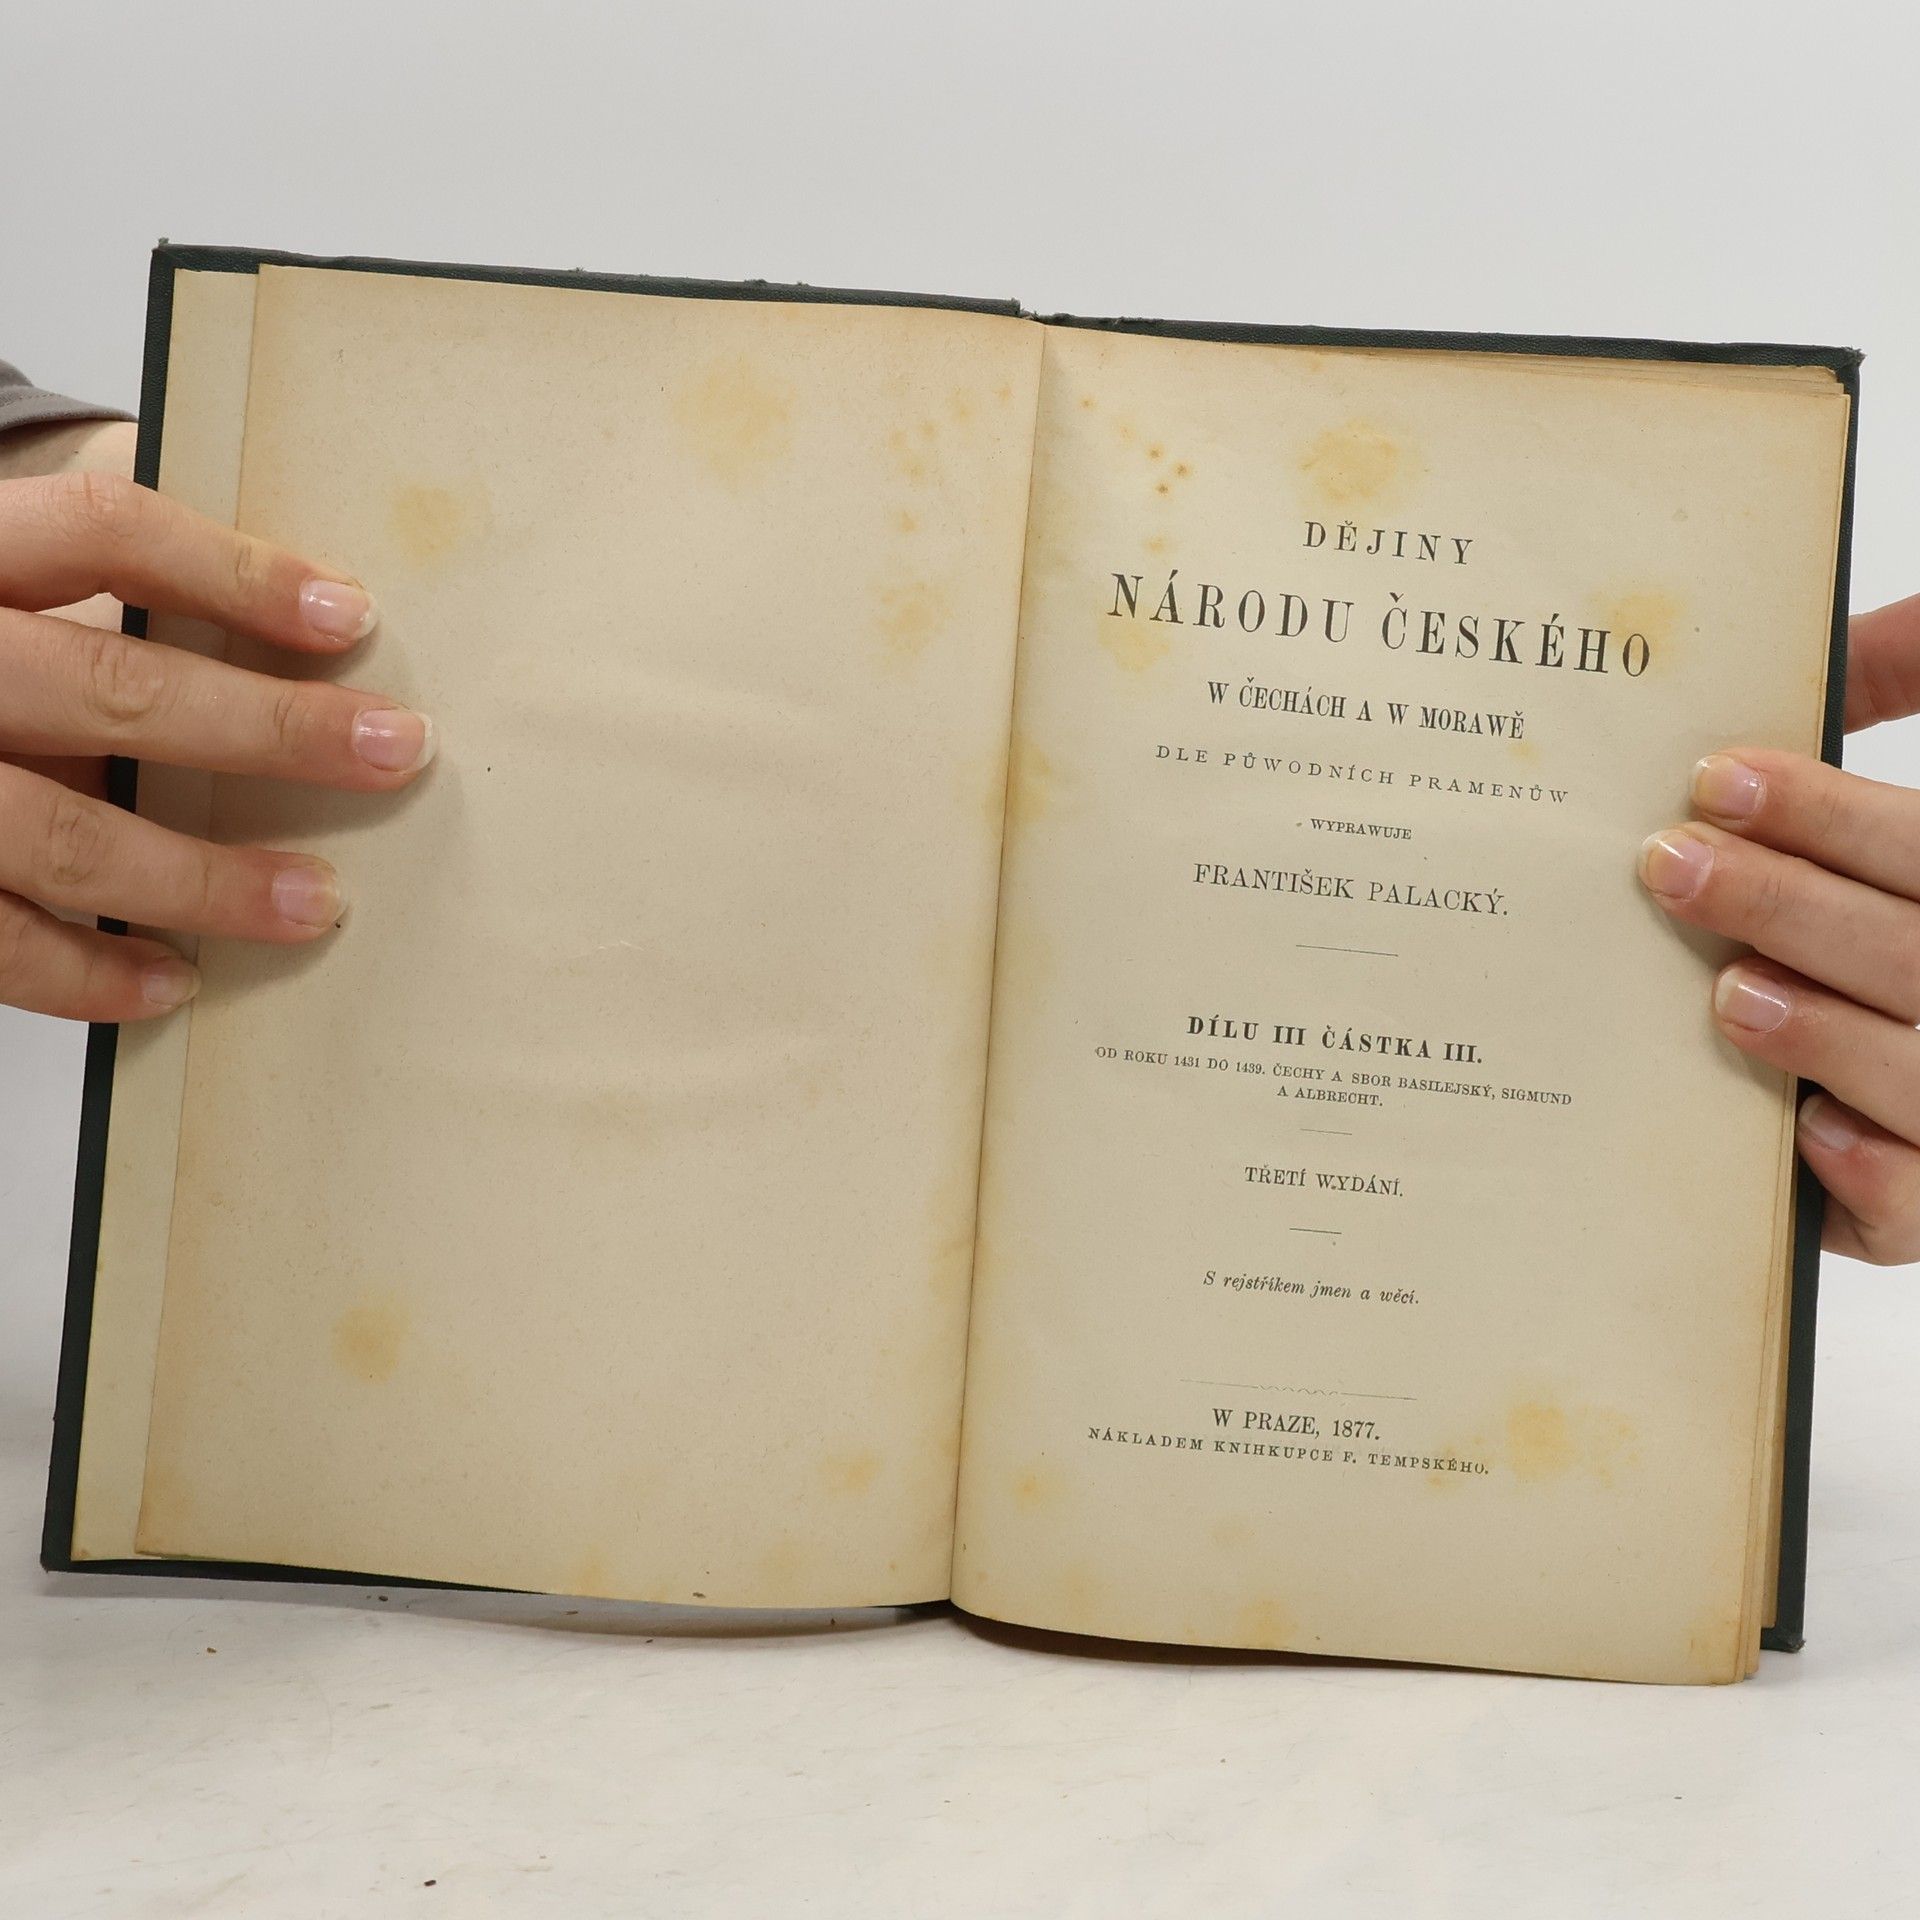 DĚJINY
NÁRODU ČESKÉHO
W ČECHÁCH A W MORAWĚ
DLE PŮWODNÍCH PRAMENŮW
WYPRAWUJE
FRANTIŠEK PALACKÝ.
DÍLU III ČÁSTKA III.
OD ROKU 1431 DO 1439. ČECHY A SBOR BASILEJSKÝ, SIGMUND
A ALBRECHT.
TŘETÍ WYDÁNÍ.
S rejstříkem jmen a wěcí.
W PRAZE, 1877.
NÁKLADEM KNIHKUPCE F. TEMPSKÉHO.